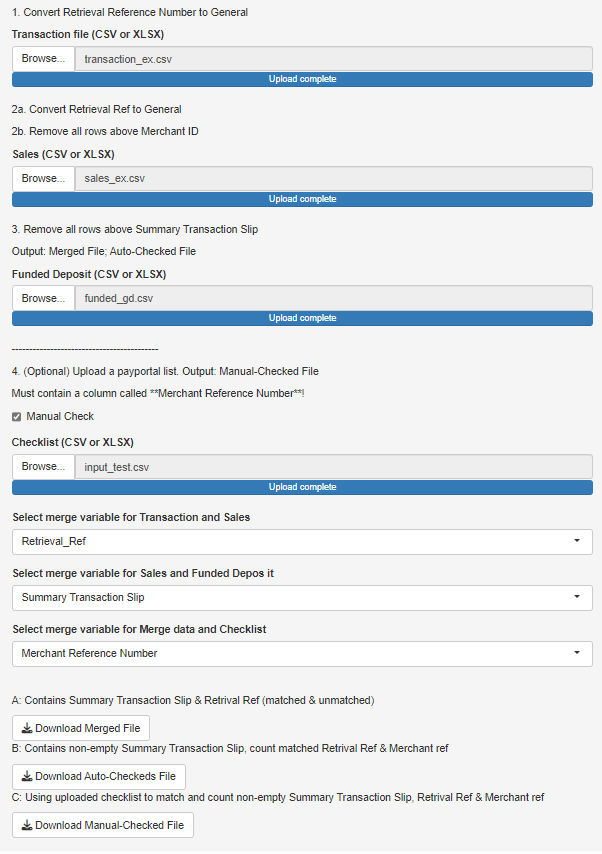 1. Convert Retrieval Reference Number to General
Transaction file (CSV or XLSX)
Browse... transaction_ex.csv
Upload complete
2a. Convert Retrieval Ref to General
2b. Remove all rows above Merchant ID
Sales (CSV or XLSX)
Browse... sales_ex.csv
Upload complete
3. Remove all rows above Summary Transaction Slip
Output: Merged File; Auto-Checked File
Funded Deposit (CSV or XLSX)
Browse... funded_gd.csv
Upload complete
------------------------------------------
4. (Optional) Upload a payportal list. Output: Manual-Checked File
Must contain a column called **Merchant Reference Number**!
Manual Check
Checklist (CSV or XLSX)
Browse... input_test.csv
Upload complete
Select merge variable for Transaction and Sales
Retrieval_Ref
Select merge variable for Sales and Funded Depos it
Summary Transaction Slip
Select merge variable for Merge data and Checklist
Merchant Reference Number
A: Contains Summary Transaction Slip & Retrival Ref (matched & unmatched)
Download Merged File
B: Contains non-empty Summary Transaction Slip, count matched Retrival Ref & Merchant ref
Download Auto-Checkeds File
C: Using uploaded checklist to match and count non-empty Summary Transaction Slip, Retrival Ref & Merchant ref
Download Manual-Checked File